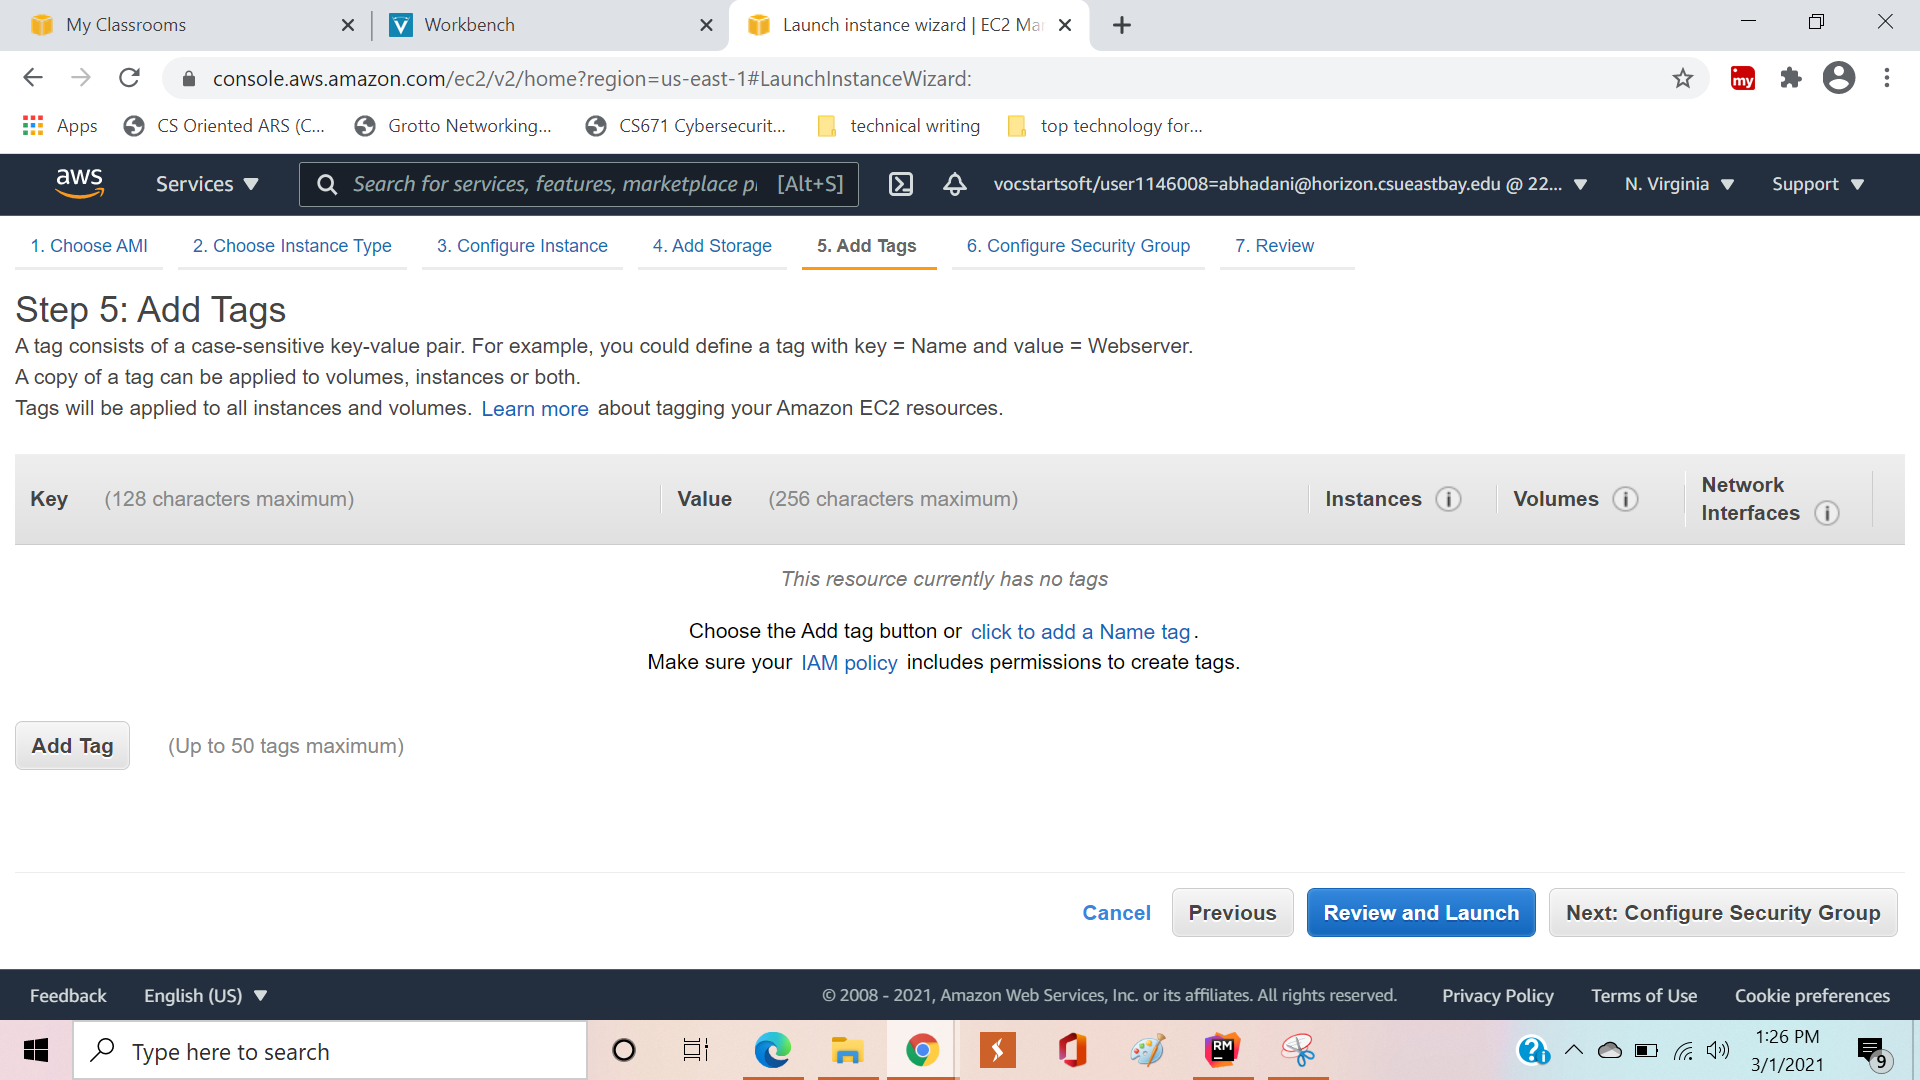 My Classrooms
Workbench
Launch instance wizard | EC2 Mar
console.aws.amazon.com/ec2/v2/home?region=us-east-1#LaunchInstanceWizard:
my
Apps
CS Oriented ARS (C...
Grotto Networking...
CS671 Cybersecurit...
technical writing
top technology for...
aws
Services
Search for services, features, marketplace p [Alt+S]
vocstartsoft/user1146008=abhadani@horizon.csueastbay.edu @ 22...
N. Virginia
Support
1. Choose AMI
2. Choose Instance Type
3. Configure Instance
4. Add Storage
5. Add Tags
6. Configure Security Group
7. Review
Step 5: Add Tags
A tag consists of a case-sensitive key-value pair. For example, you could define a tag with key = Name and value = Webserver.
A copy of a tag can be applied to volumes, instances or both.
Tags will be applied to all instances and volumes. Learn more about tagging your Amazon EC2 resources.
Key (128 characters maximum)
Value (256 characters maximum)
Instances i
Volumes i
Network
Interfaces i
This resource currently has no tags
Choose the Add tag button or click to add a Name tag.
Make sure your IAM policy includes permissions to create tags.
Add Tag
(Up to 50 tags maximum)
Cancel
Previous
Review and Launch
Next: Configure Security Group
Feedback
English (US)
© 2008 - 2021, Amazon Web Services, Inc. or its affiliates. All rights reserved.
Privacy Policy
Terms of Use
Cookie preferences
Type here to search
RM
1:26 PM
3/1/2021
9